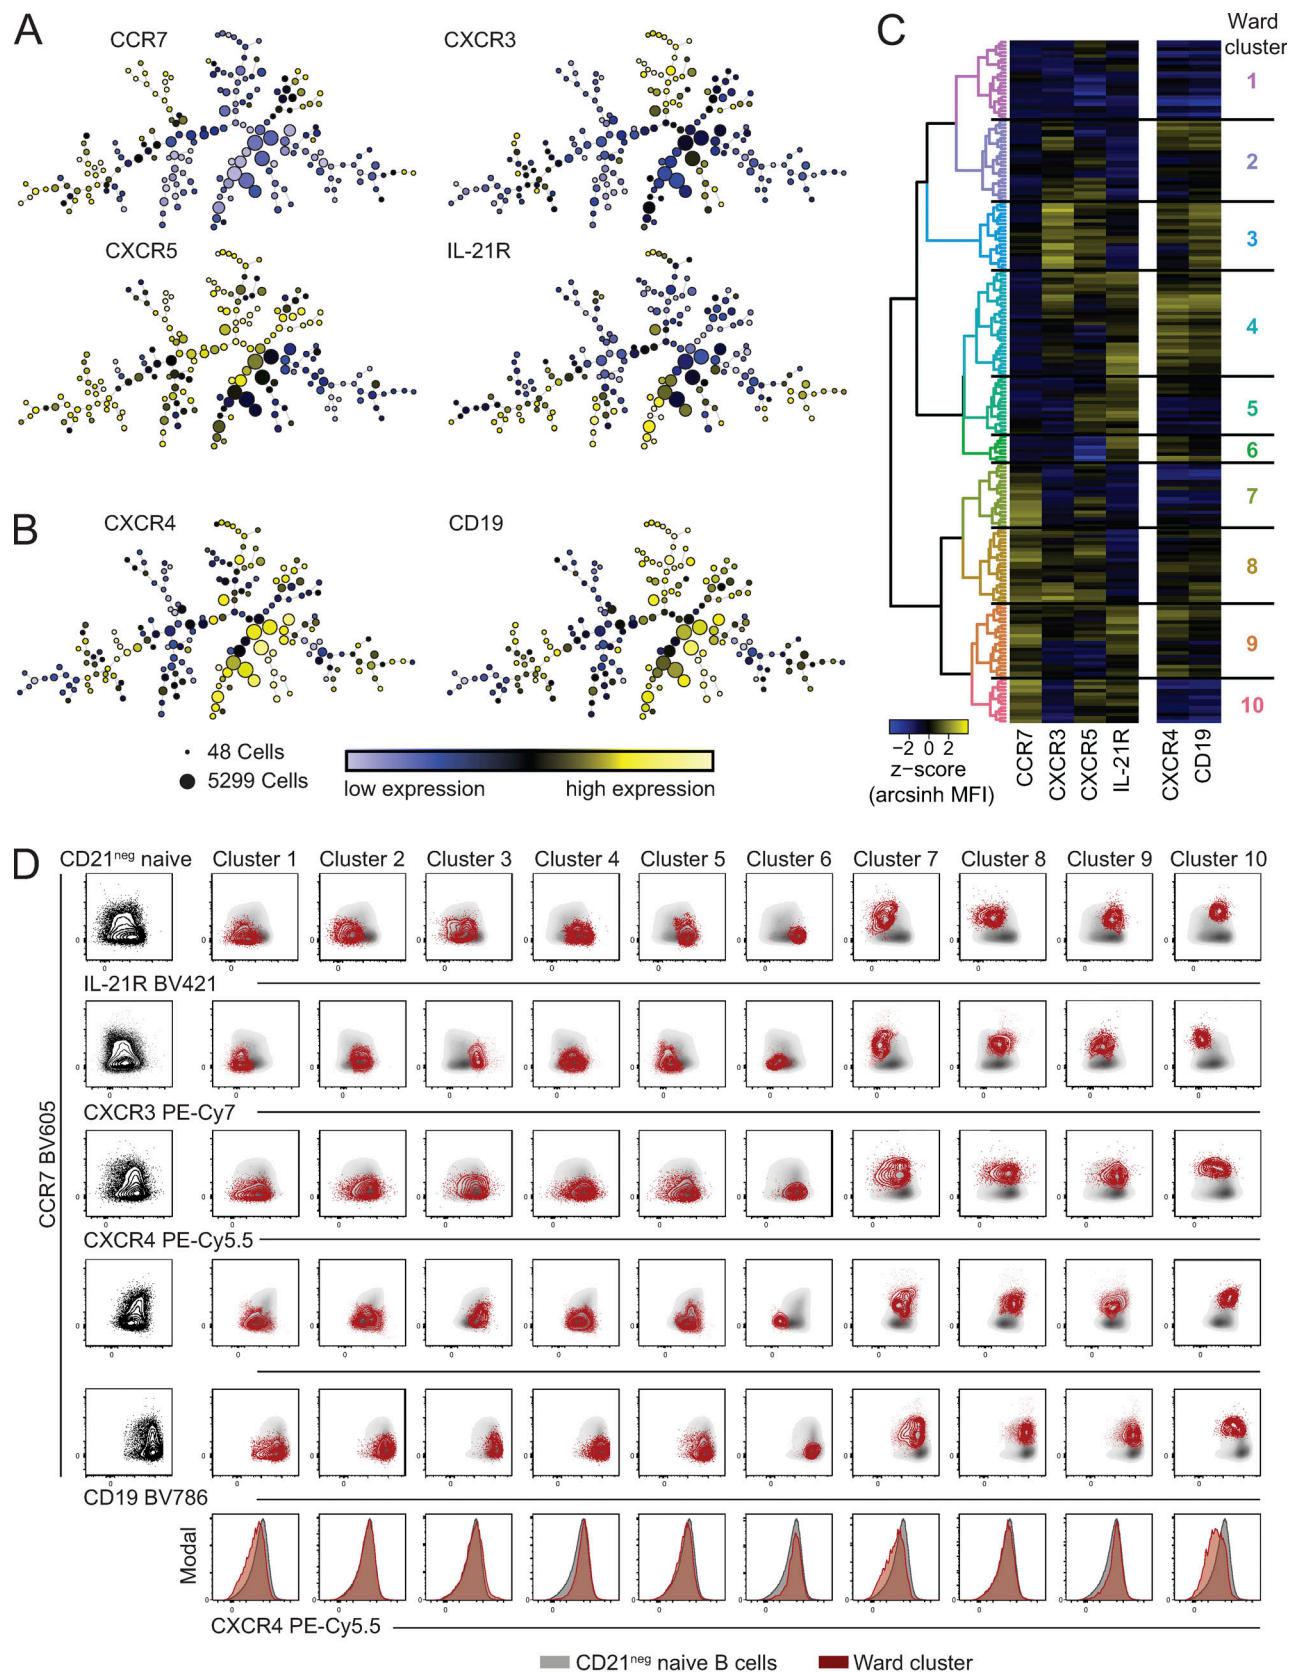 A
CCR7
CXCR3
CXCR5
IL-21R
B
CXCR4
CD19
48 Cells
5299 Cells
low expression
high expression
C
Ward
cluster
1
2
3
4
5
6
7
8
9
10
−2 0 2
z−score
(arcsinh MFI)
CCR7
CXCR3
CXCR5
IL-21R
CXCR4
CD19
D
CD21neg naive
Cluster 1
Cluster 2
Cluster 3
Cluster 4
Cluster 5
Cluster 6
Cluster 7
Cluster 8
Cluster 9
Cluster 10
CCR7 BV605
IL-21R BV421
CXCR3 PE-Cy7
CXCR4 PE-Cy5.5
CD19 BV786
Modal
CXCR4 PE-Cy5.5
CD21neg naive B cells
Ward cluster